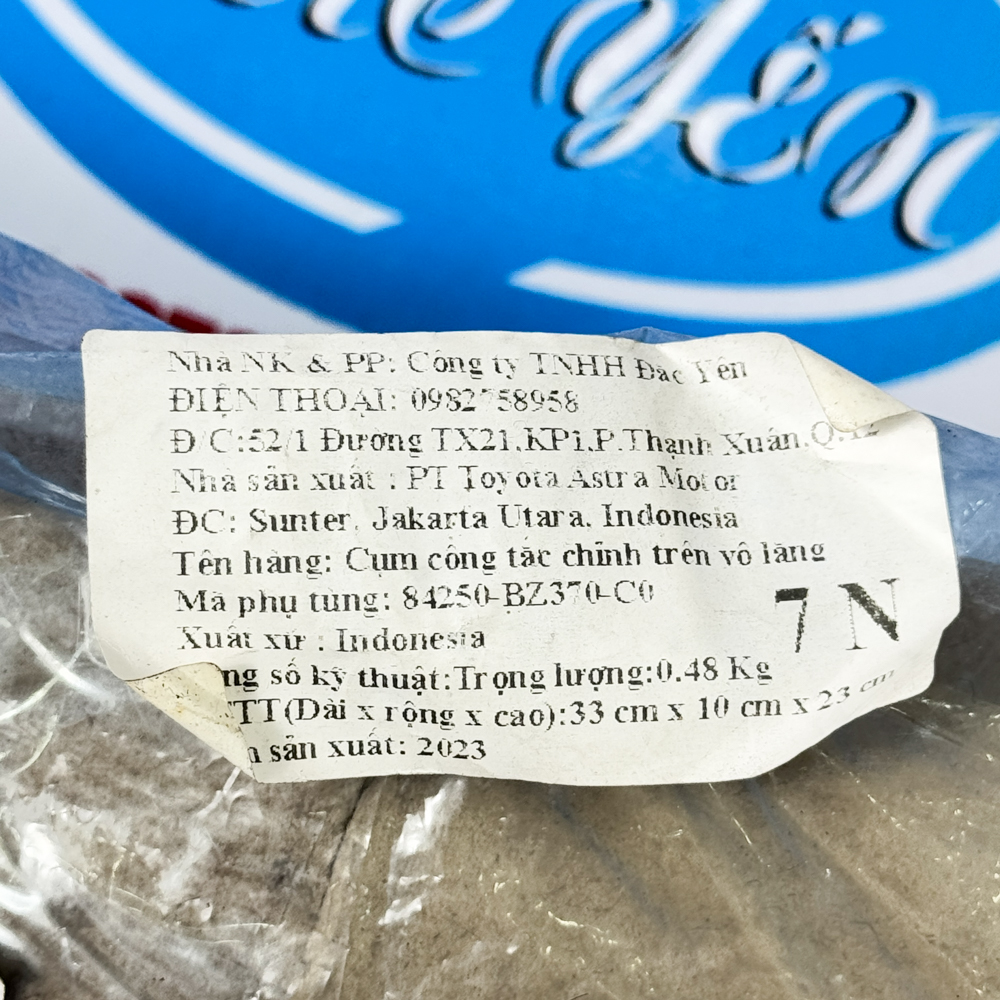 Yến
Nhà NK & PP: Công ty TNHH Đắc Yên
ĐIỆN THOẠI: 0982758958
Đ/C:52/1 Đường TX21,KP1,P.Thạnh Xuân,Q.12
Nhà sản xuất : PT Toyota Astra Motor
ĐC: Sunter, Jakarta Utara, Indonesia
Tên hàng: Cụm công tắc chỉnh trên vô lăng
Mã phụ tùng: 84250-BZ370-C0
7 N
Xuất xứ : Indonesia
ng số kỹ thuật:Trọng lượng:0.48 Kg
TT(Dài x rộng x cao):33 cm x 10 cm x 23 cm
sản xuất: 2023